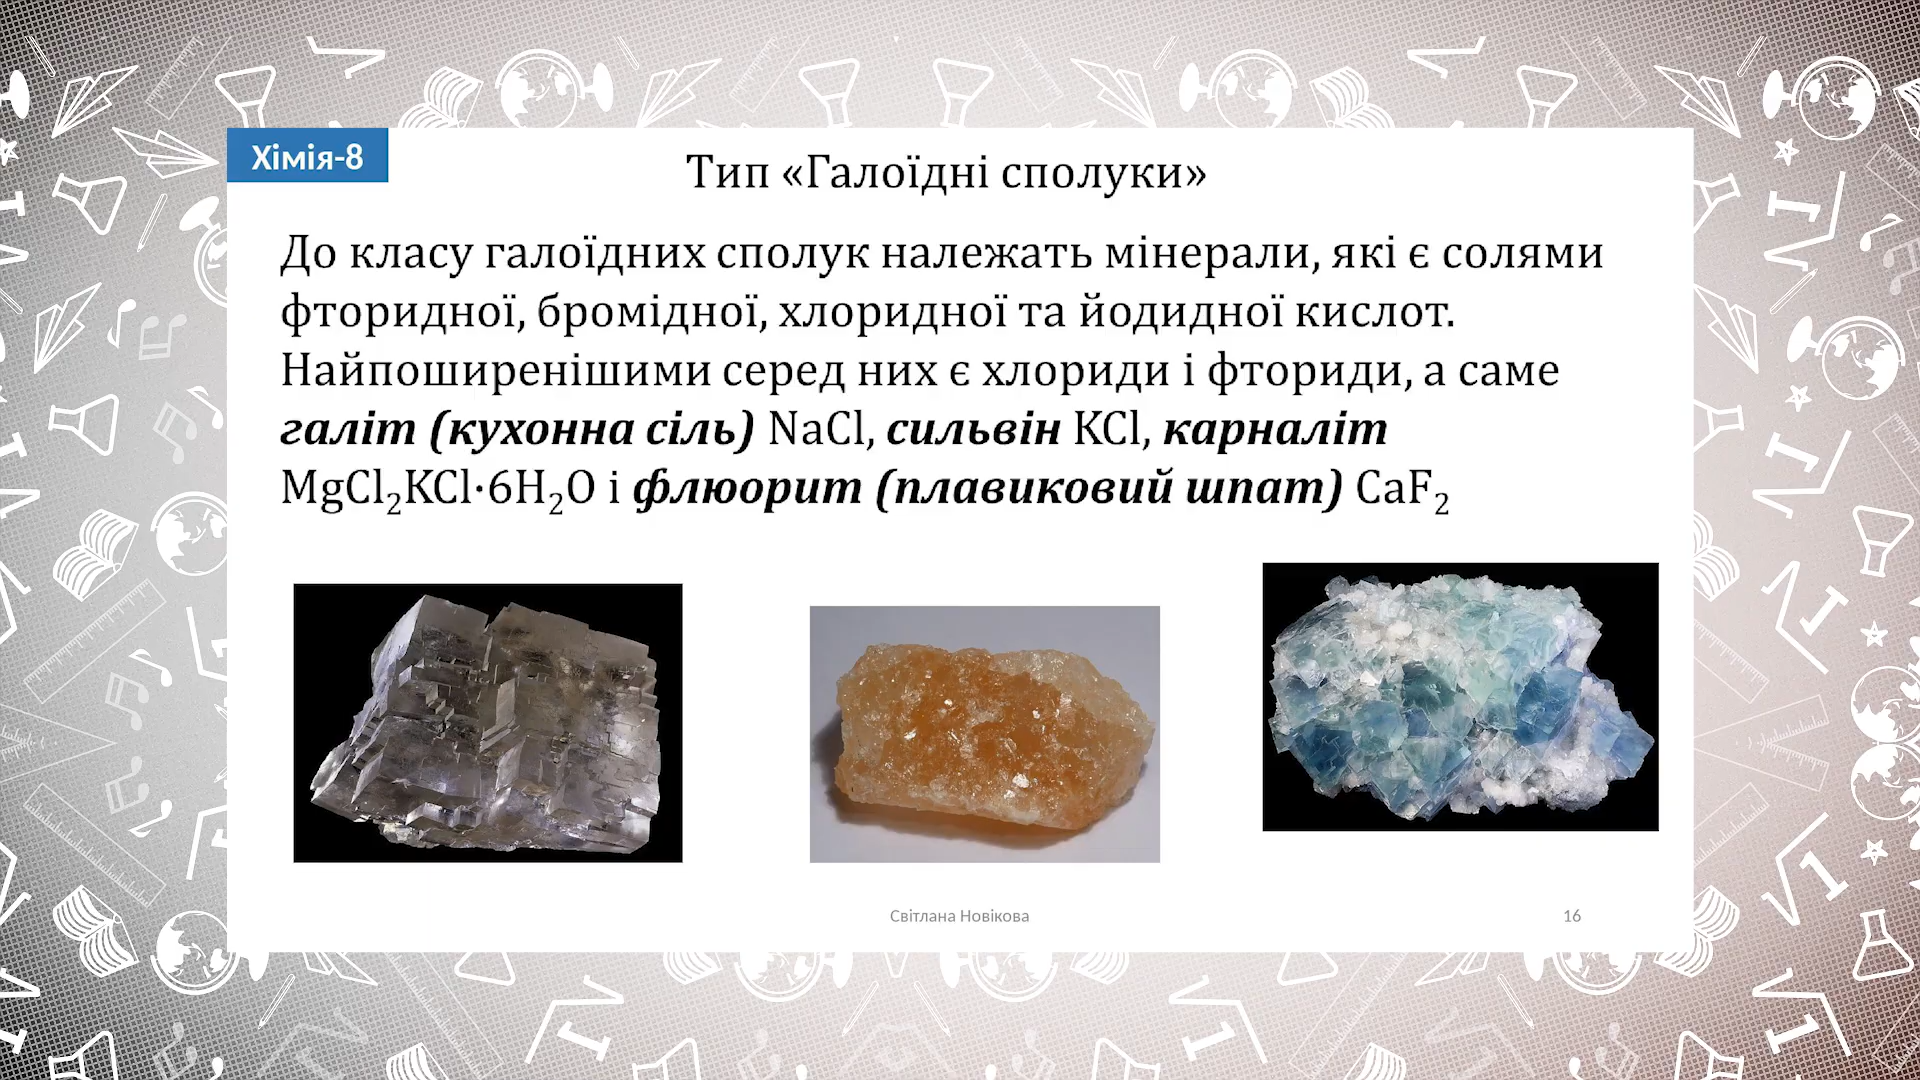 Хімія-8
Тип «Галоїдні сполуки»
До класу галоїдних сполук належать мінерали, які є солями
фторидної, бромідної, хлоридної та йодидної кислот.
Найпоширенішими серед них є хлориди і фториди, а саме
галіт (кухонна сіль) NaCl, сильвін KCl, карналіт
MgCl₂KCl·6H₂O і флюорит (плавиковий шпат) CaF₂
Світлана Новікова
16